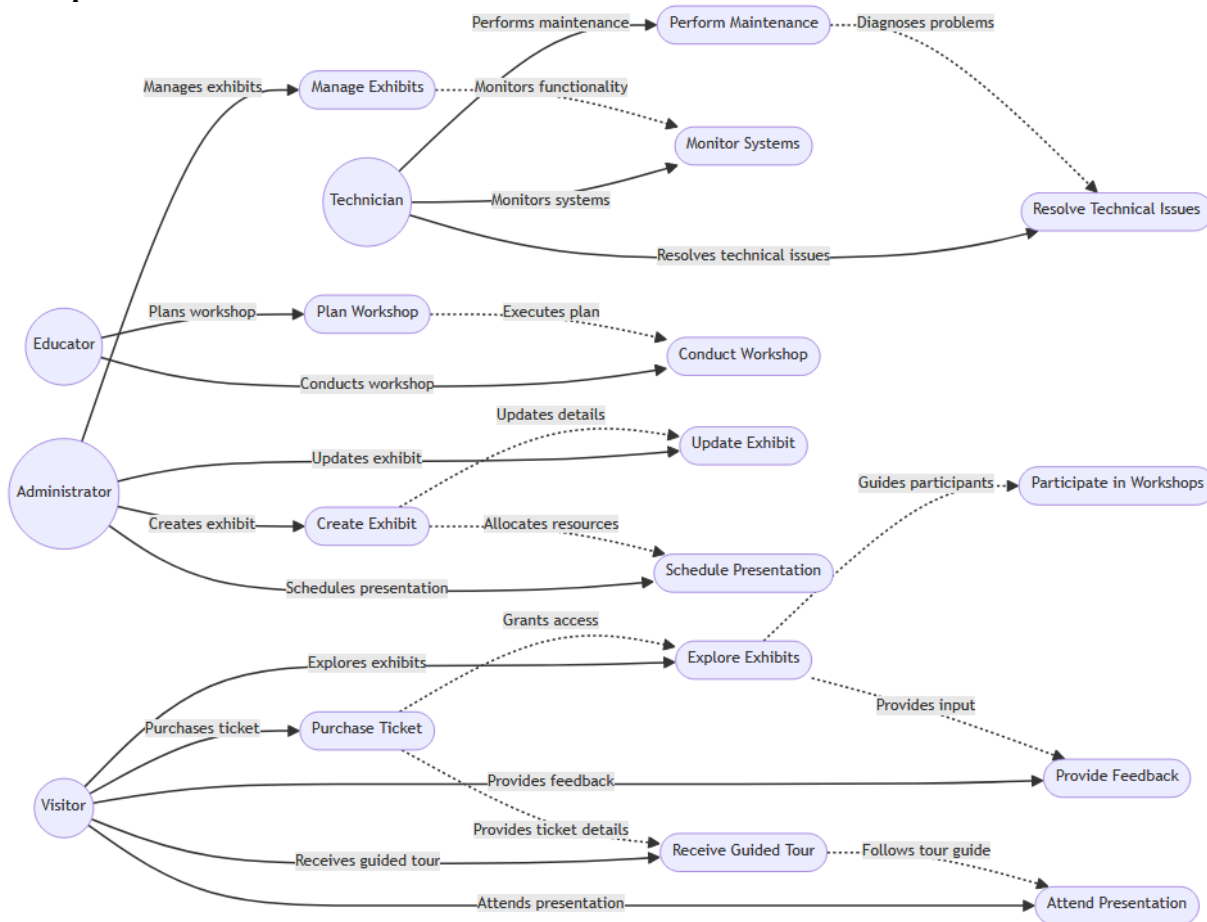 Performs maintenance
Perform Maintenance
Diagnoses problems
Manages exhibits
Manage Exhibits
Monitors functionality
Monitor Systems
Technician
Monitors systems
Resolve Technical Issues
Resolves technical issues
Plans workshop
Plan Workshop
Executes plan
Educator
Conduct Workshop
Conducts workshop
Updates details
Updates exhibit
Update Exhibit
Guides participants
Participate in Workshops
Administrator
Creates exhibit
Create Exhibit
Allocates resources
Schedule Presentation
Schedules presentation
Grants access
Explores exhibits
Explore Exhibits
Provides input
Purchases ticket
Purchase Ticket
Provides feedback
Provide Feedback
Visitor
Provides ticket details
Receives guided tour
Receive Guided Tour
Follows tour guide
Attends presentation
Attend Presentation